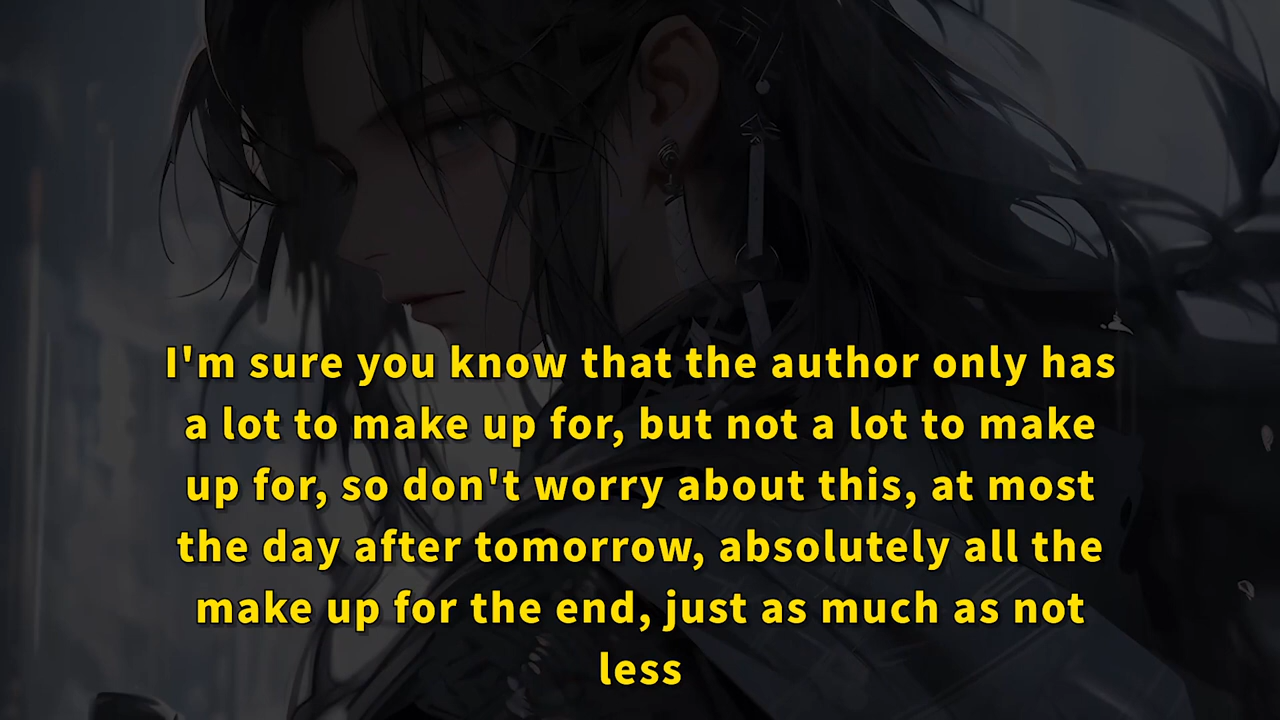 I'm sure you know that the author only has
a lot to make up for, but not a lot to make
up for, so don't worry about this, at most
the day after tomorrow, absolutely all the
make up for the end, just as much as not
less